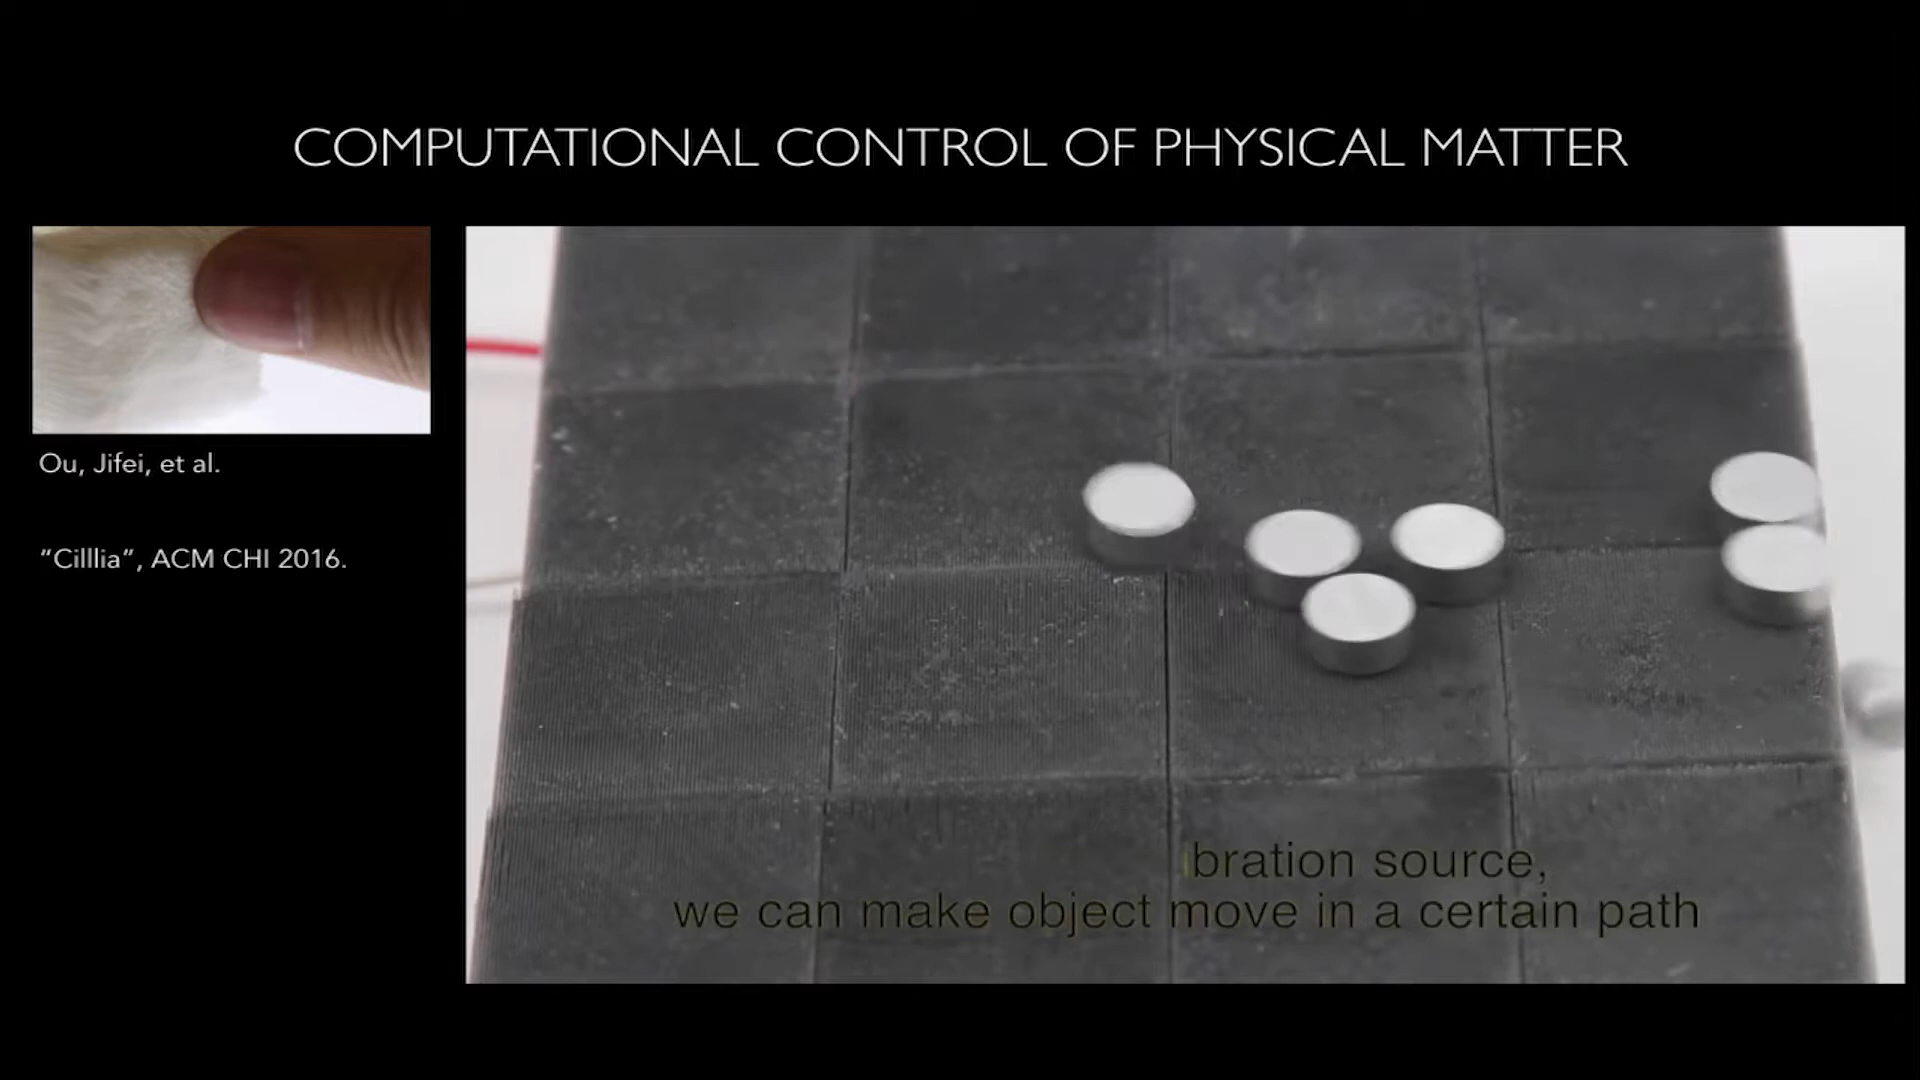 COMPUTATIONAL CONTROL OF PHYSICAL MATTER
Ou, Jifei, et al.
“Cilllia”, ACM CHI 2016.
ibration source,
we can make object move in a certain path